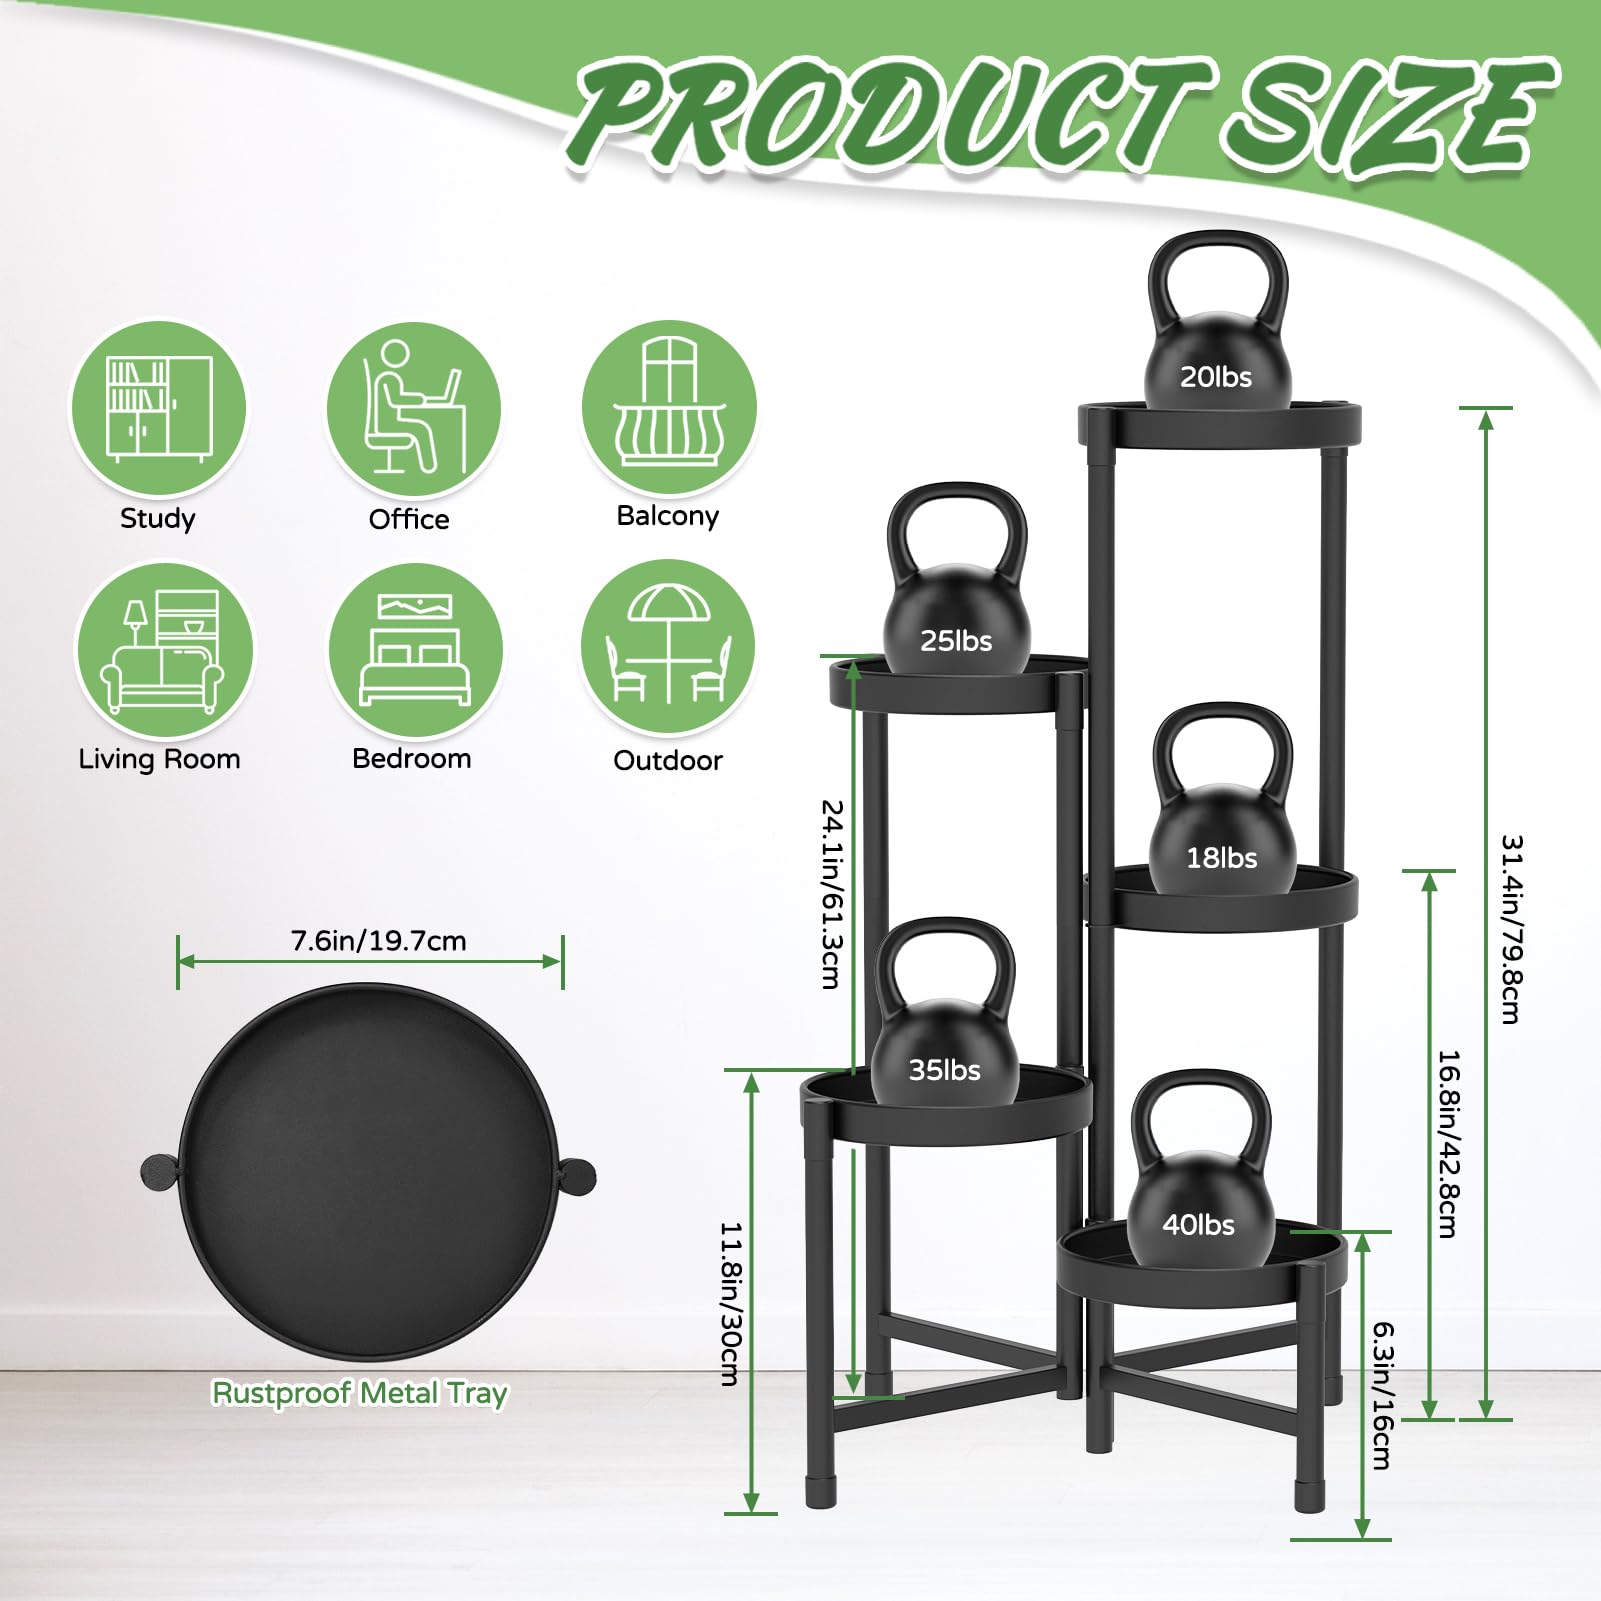 PRODUCT SIZE
20lbs
25lbs
18lbs
35lbs
40lbs
Study
Office
Balcony
Living Room
Bedroom
Outdoor
7.6in/19.7cm
Rustproof Metal Tray
24.1in/61.3cm
11.8in/30cm
31.4in/79.8cm
16.8in/42.8cm
6.3in/16cm